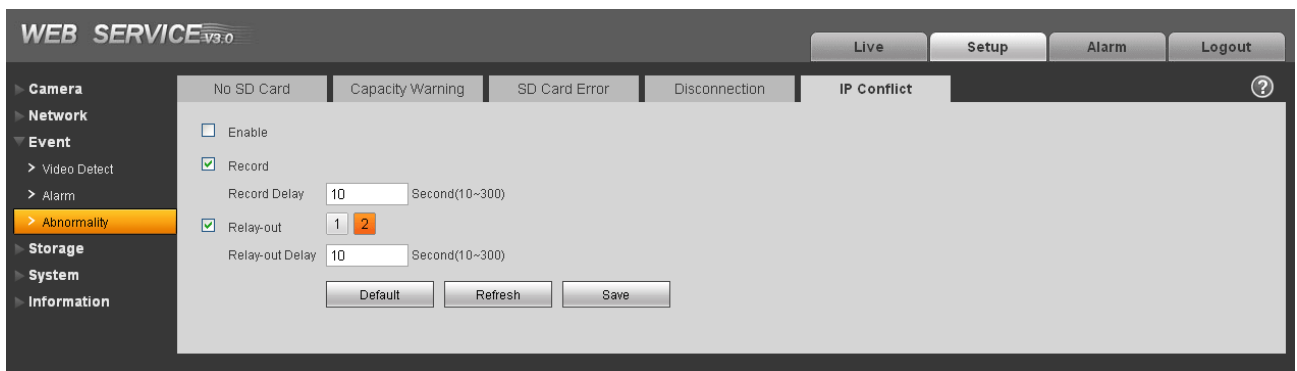 WEB SERVICE V3.0
Live Setup Alarm Logout
Camera
Network
Event
Video Detect
Alarm
Abnormality
Storage
System
Information
No SD Card Capacity Warning SD Card Error Disconnection IP Conflict ?
Enable
Record
Record Delay 10 Second(10~300)
Relay-out 1 2
Relay-out Delay 10 Second(10~300)
Default Refresh Save